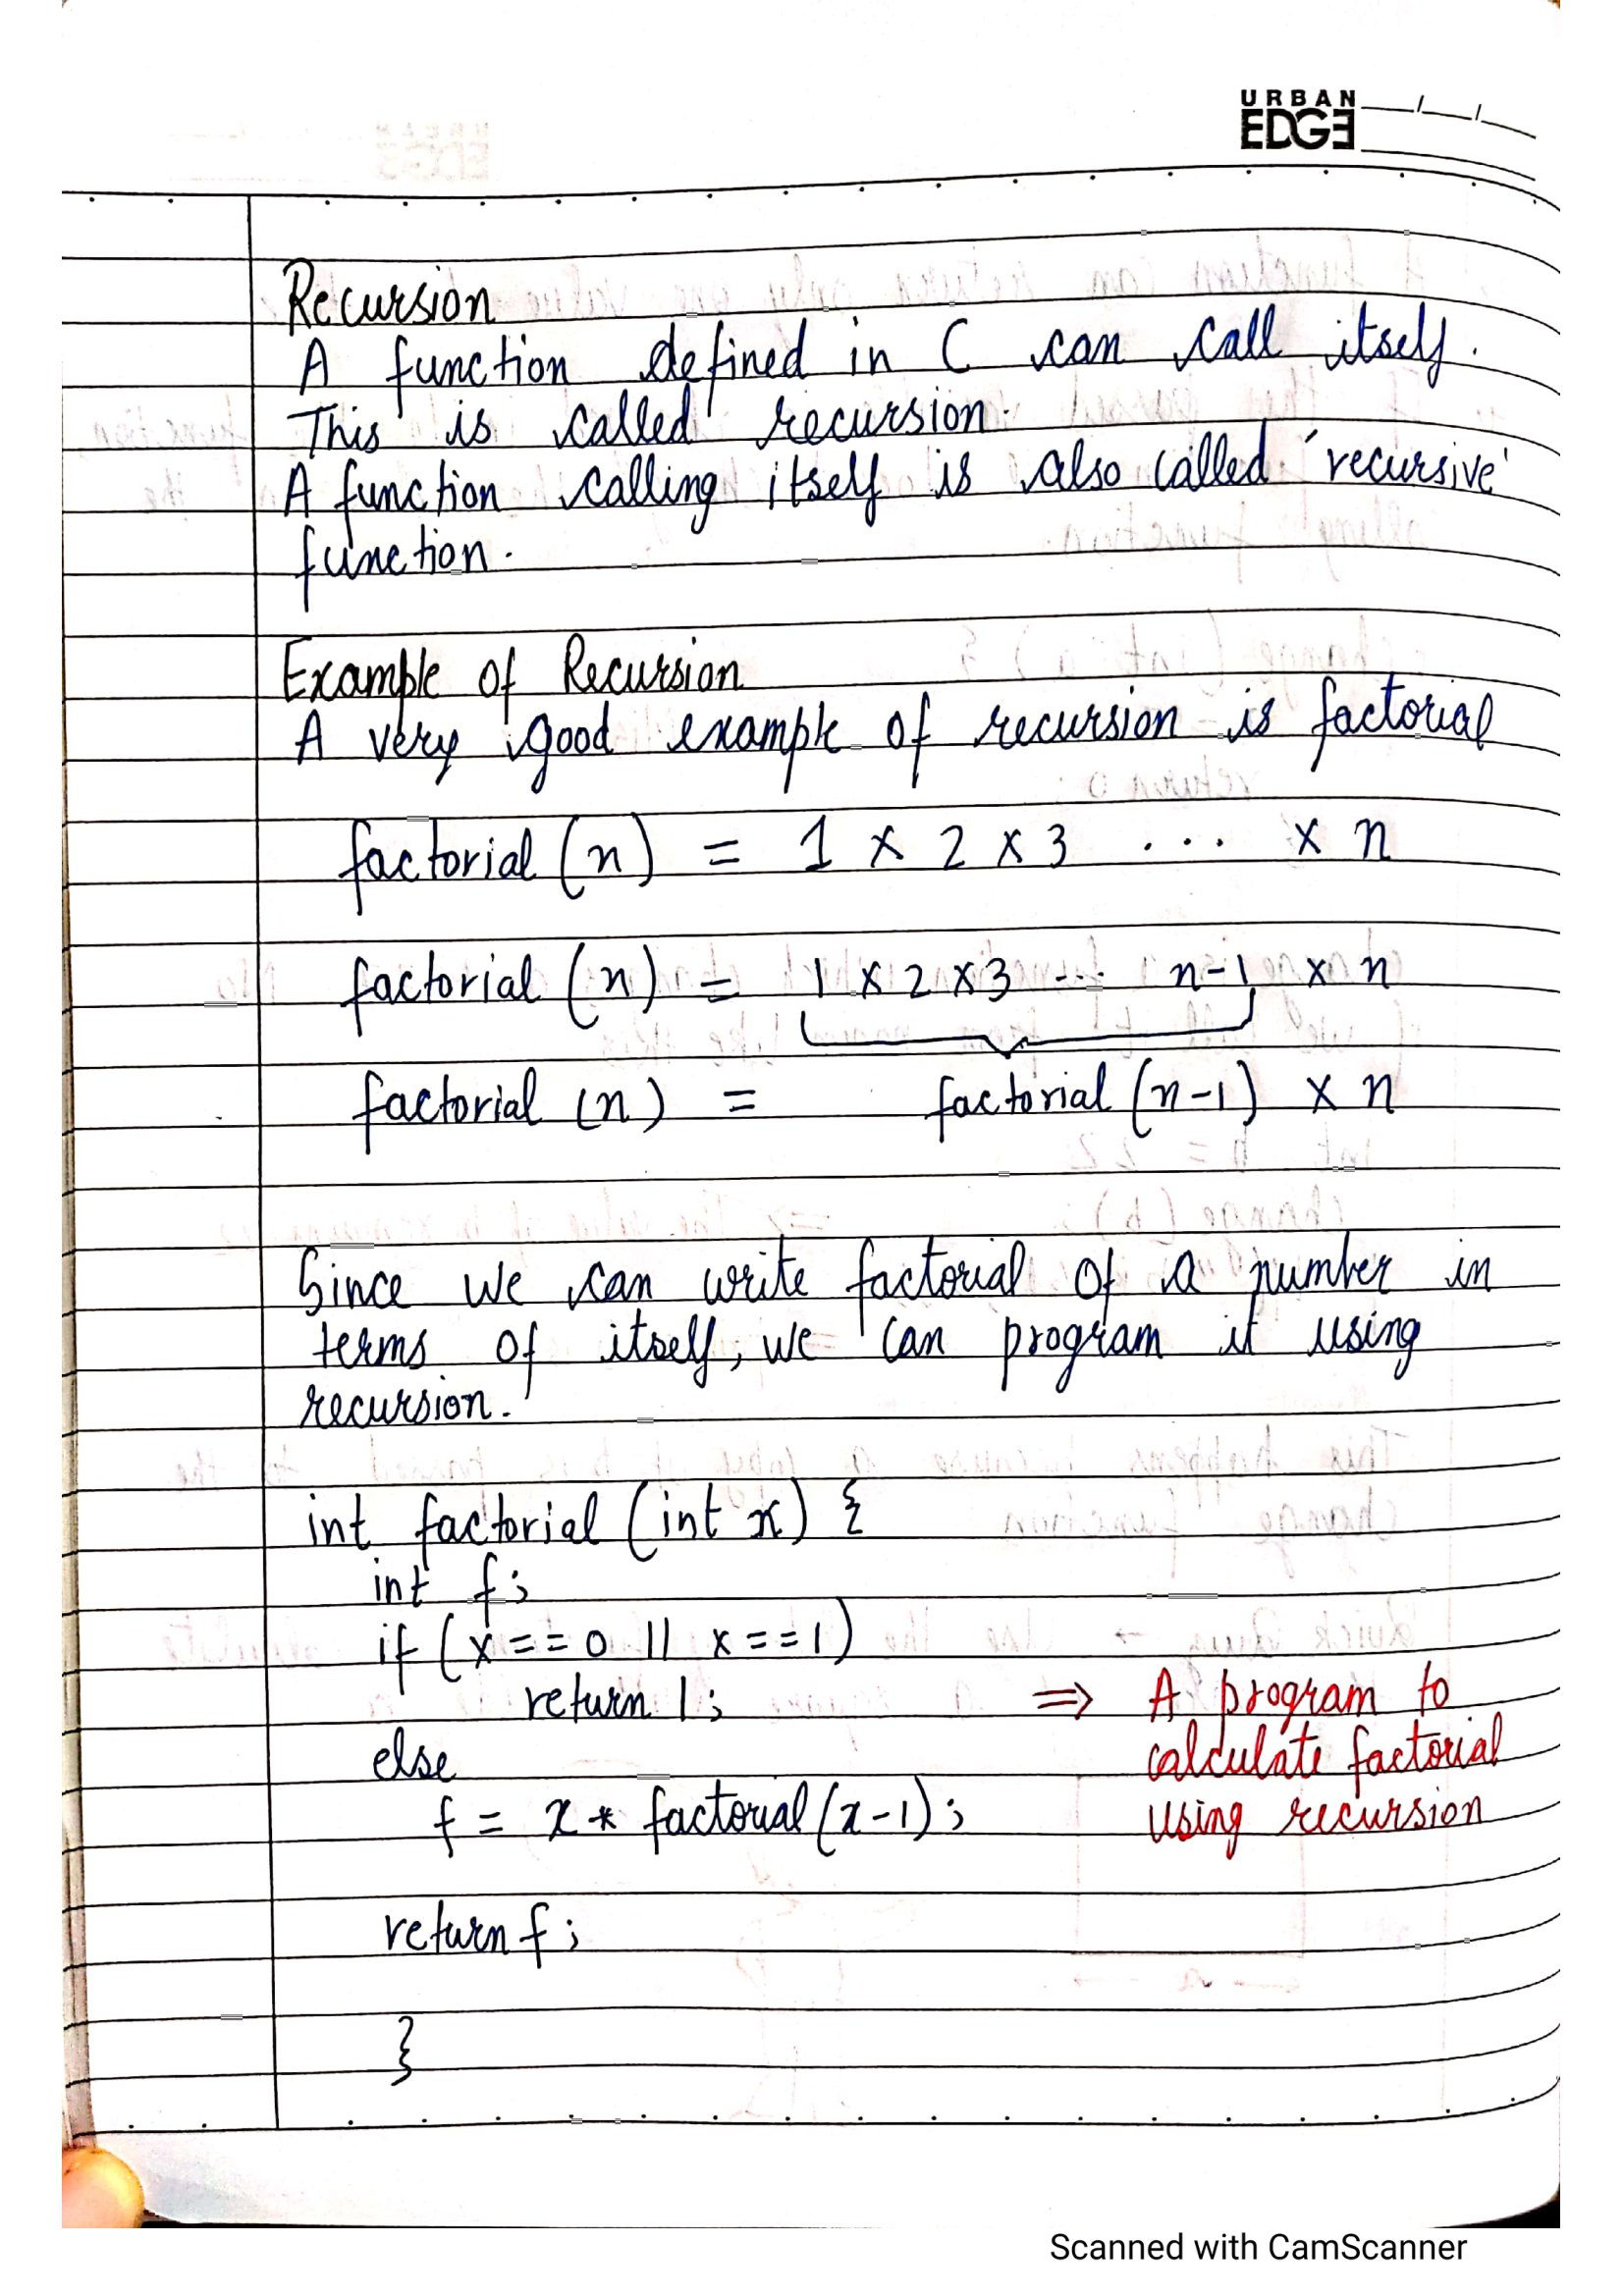 URBAN
EDGE
Recursion
A function defined in C can call itself.
This is called recursion.
A function calling itself is also called 'recursive'
function.
Example of Recursion
A very good example of recursion is factorial
factorial (n) = 1 × 2 × 3 ... × n
factorial (n) = 1 × 2 × 3 ... n-1 × n
factorial (n) = factorial (n-1) × n
Since we can write factorial of a number in
terms of itself, we can program it using
recursion.
int factorial (int x) {
int f;
if (x == 0 || x == 1)
return 1; ⇒ A program to
else calculate factorial
f = x * factorial (x-1); using recursion
return f;
}
Scanned with CamScanner